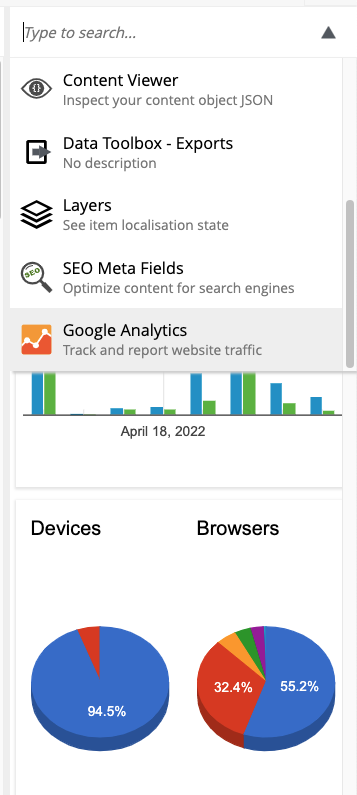 Type to search...
Content Viewer
Inspect your content object JSON
Data Toolbox - Exports
No description
Layers
See item localisation state
SEO
SEO Meta Fields
Optimize content for search engines
Google Analytics
Track and report website traffic
April 18, 2022
Devices
Browsers
94.5%
32.4%
55.2%